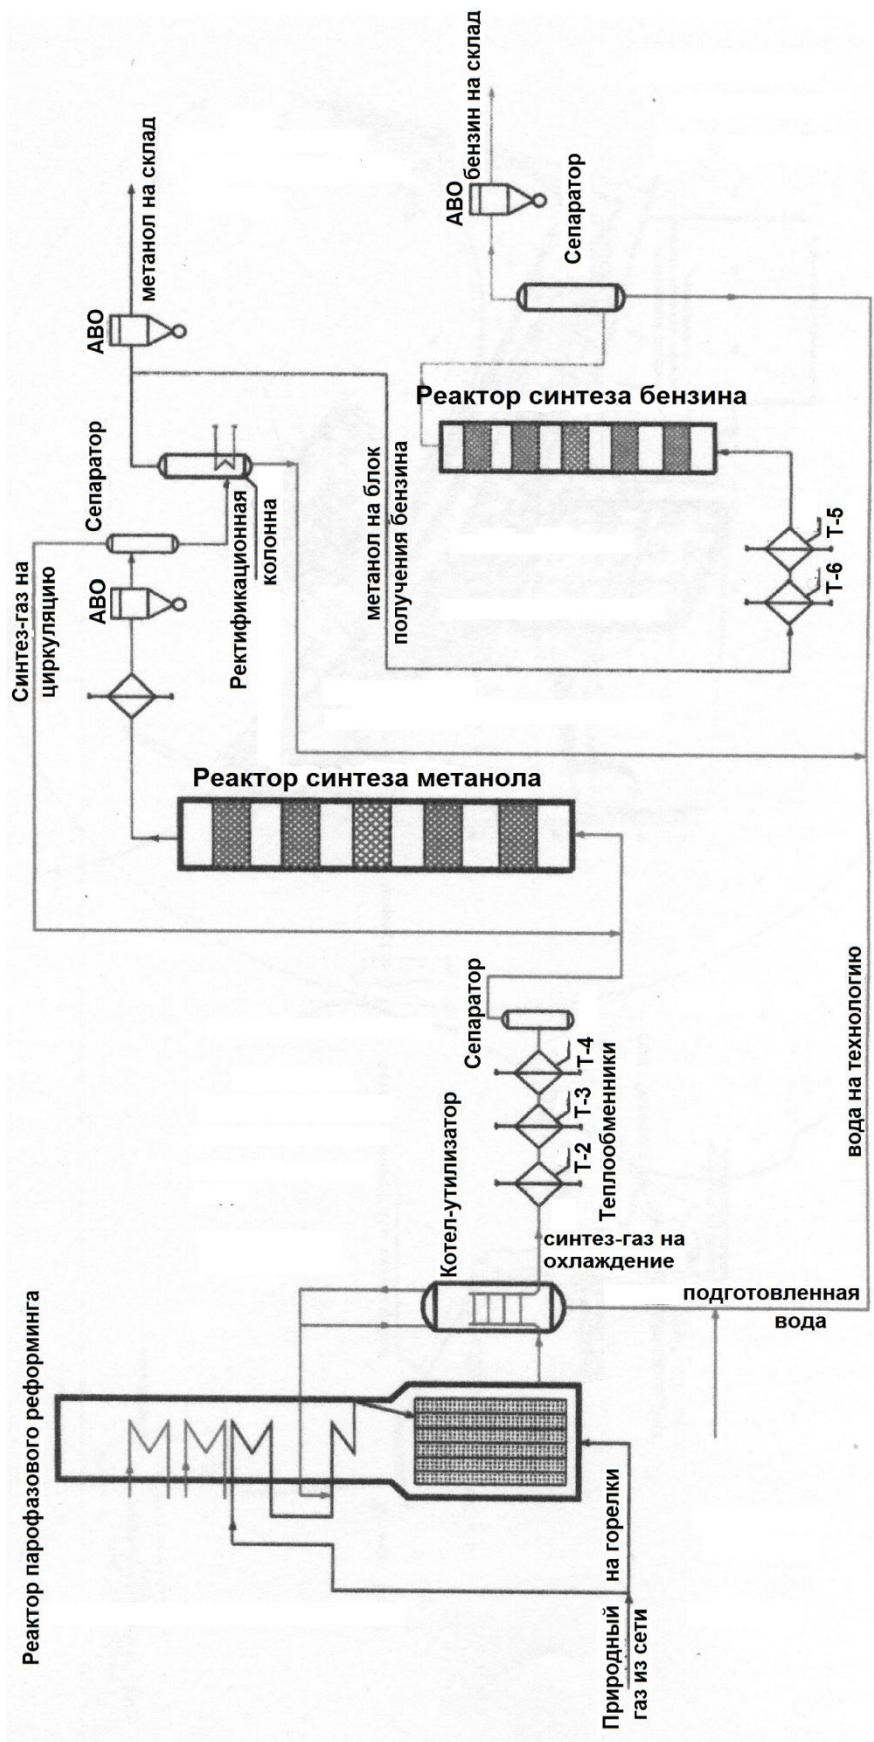 Реактор парофазового реформинга
Природный
газ из сети
на горелки
Котел-утилизатор
синтез-газ на
охлаждение
подготовленная
вода
Т-2
Т-3
Т-4
Теплообменники
Сепаратор
вода на технологию
Реактор синтеза метанола
Синтез-газ на
циркуляцию
АВО
Сепаратор
Ректификационная
колонна
АВО
метанол на склад
метанол на блок
получения бензина
Т-6
Т-5
Реактор синтеза бензина
Сепаратор
АВО
бензин на склад